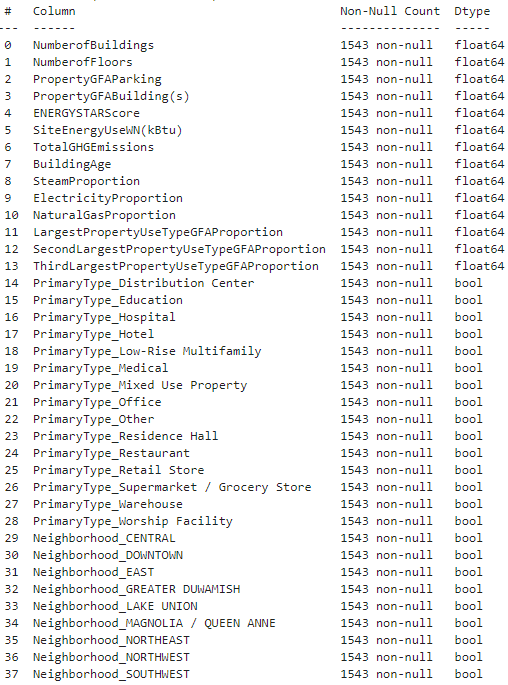 # Column Non-Null Count Dtype
--- ------ -------------- -----
0 NumberofBuildings 1543 non-null float64
1 NumberofFloors 1543 non-null float64
2 PropertyGFAParking 1543 non-null float64
3 PropertyGFABuilding(s) 1543 non-null float64
4 ENERGYSTARScore 1543 non-null float64
5 SiteEnergyUseWN(kBtu) 1543 non-null float64
6 TotalGHGEmissions 1543 non-null float64
7 BuildingAge 1543 non-null float64
8 SteamProportion 1543 non-null float64
9 ElectricityProportion 1543 non-null float64
10 NaturalGasProportion 1543 non-null float64
11 LargestPropertyUseTypeGFAProportion 1543 non-null float64
12 SecondLargestPropertyUseTypeGFAProportion 1543 non-null float64
13 ThirdLargestPropertyUseTypeGFAProportion 1543 non-null float64
14 PrimaryType_Distribution Center 1543 non-null bool
15 PrimaryType_Education 1543 non-null bool
16 PrimaryType_Hospital 1543 non-null bool
17 PrimaryType_Hotel 1543 non-null bool
18 PrimaryType_Low-Rise Multifamily 1543 non-null bool
19 PrimaryType_Medical 1543 non-null bool
20 PrimaryType_Mixed Use Property 1543 non-null bool
21 PrimaryType_Office 1543 non-null bool
22 PrimaryType_Other 1543 non-null bool
23 PrimaryType_Residence Hall 1543 non-null bool
24 PrimaryType_Restaurant 1543 non-null bool
25 PrimaryType_Retail Store 1543 non-null bool
26 PrimaryType_Supermarket / Grocery Store 1543 non-null bool
27 PrimaryType_Warehouse 1543 non-null bool
28 PrimaryType_Worship Facility 1543 non-null bool
29 Neighborhood_CENTRAL 1543 non-null bool
30 Neighborhood_DOWNTOWN 1543 non-null bool
31 Neighborhood_EAST 1543 non-null bool
32 Neighborhood_GREATER DUWAMISH 1543 non-null bool
33 Neighborhood_LAKE UNION 1543 non-null bool
34 Neighborhood_MAGNOLIA / QUEEN ANNE 1543 non-null bool
35 Neighborhood_NORTHEAST 1543 non-null bool
36 Neighborhood_NORTHWEST 1543 non-null bool
37 Neighborhood_SOUTHWEST 1543 non-null bool